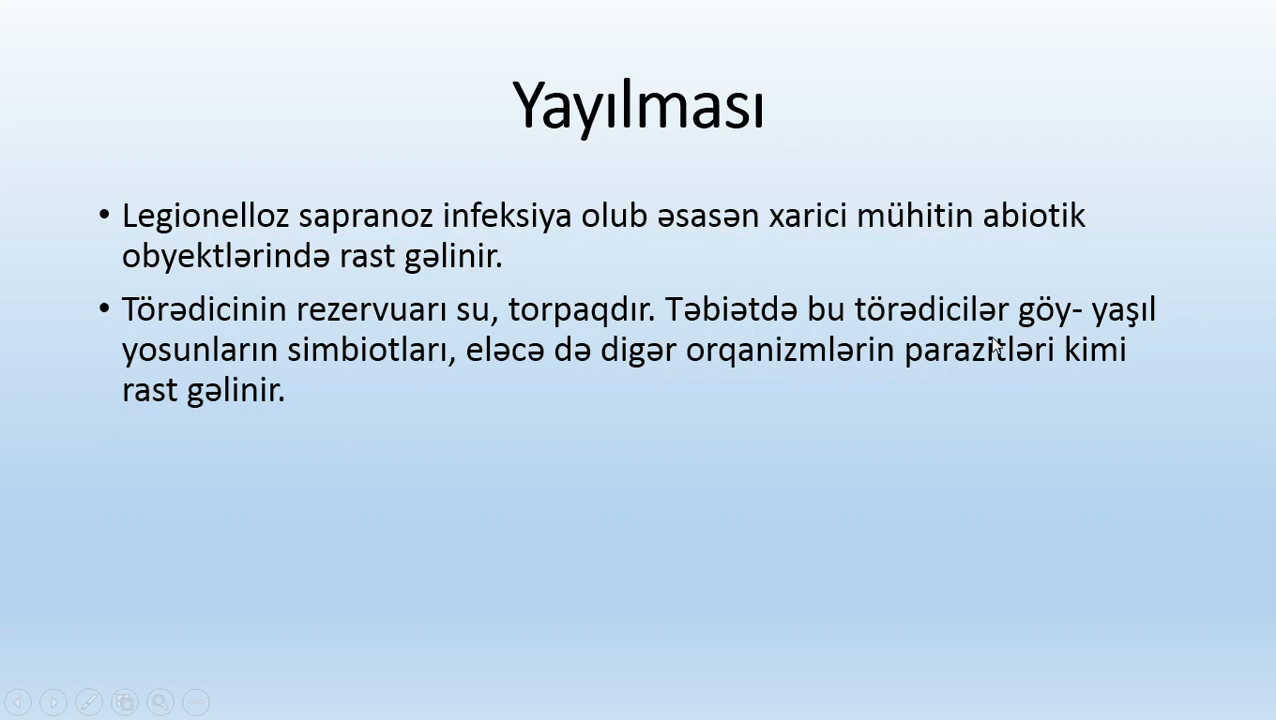 Yayılması
• Legionelloz sapranoz infeksiya olub əsasən xarici mühitin abiotik
obyektlərində rast gəlinir.
• Törədicinin rezervuarı su, torpaqdır. Təbiətdə bu törədicilər göy- yaşıl
yosunların simbiotları, eləcə də digər orqanizmlərin parazitləri kimi
rast gəlinir.